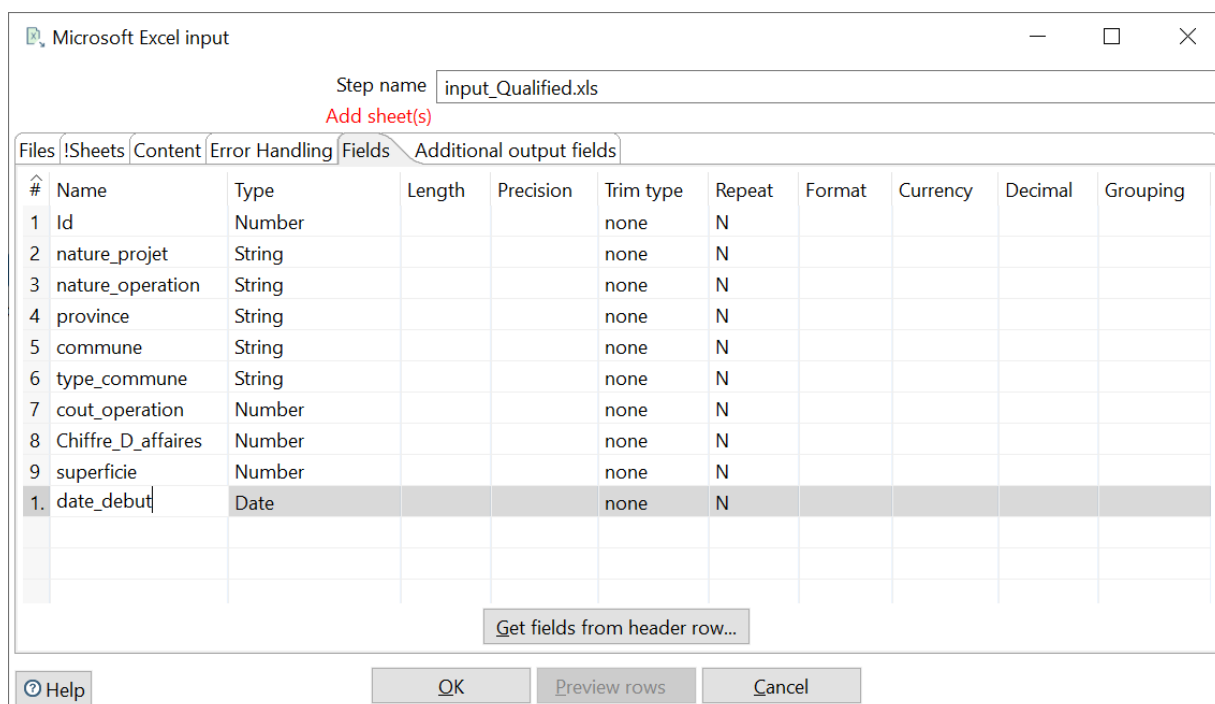 Microsoft Excel input
Step name input_Qualified.xls
Add sheet(s)
Files !Sheets Content Error Handling Fields Additional output fields
# Name Type Length Precision Trim type Repeat Format Currency Decimal Grouping
1 Id Number none N
2 nature_projet String none N
3 nature_operation String none N
4 province String none N
5 commune String none N
6 type_commune String none N
7 cout_operation Number none N
8 Chiffre_D_affaires Number none N
9 superficie Number none N
1. date_debut Date none N
Get fields from header row...
Help OK Preview rows Cancel